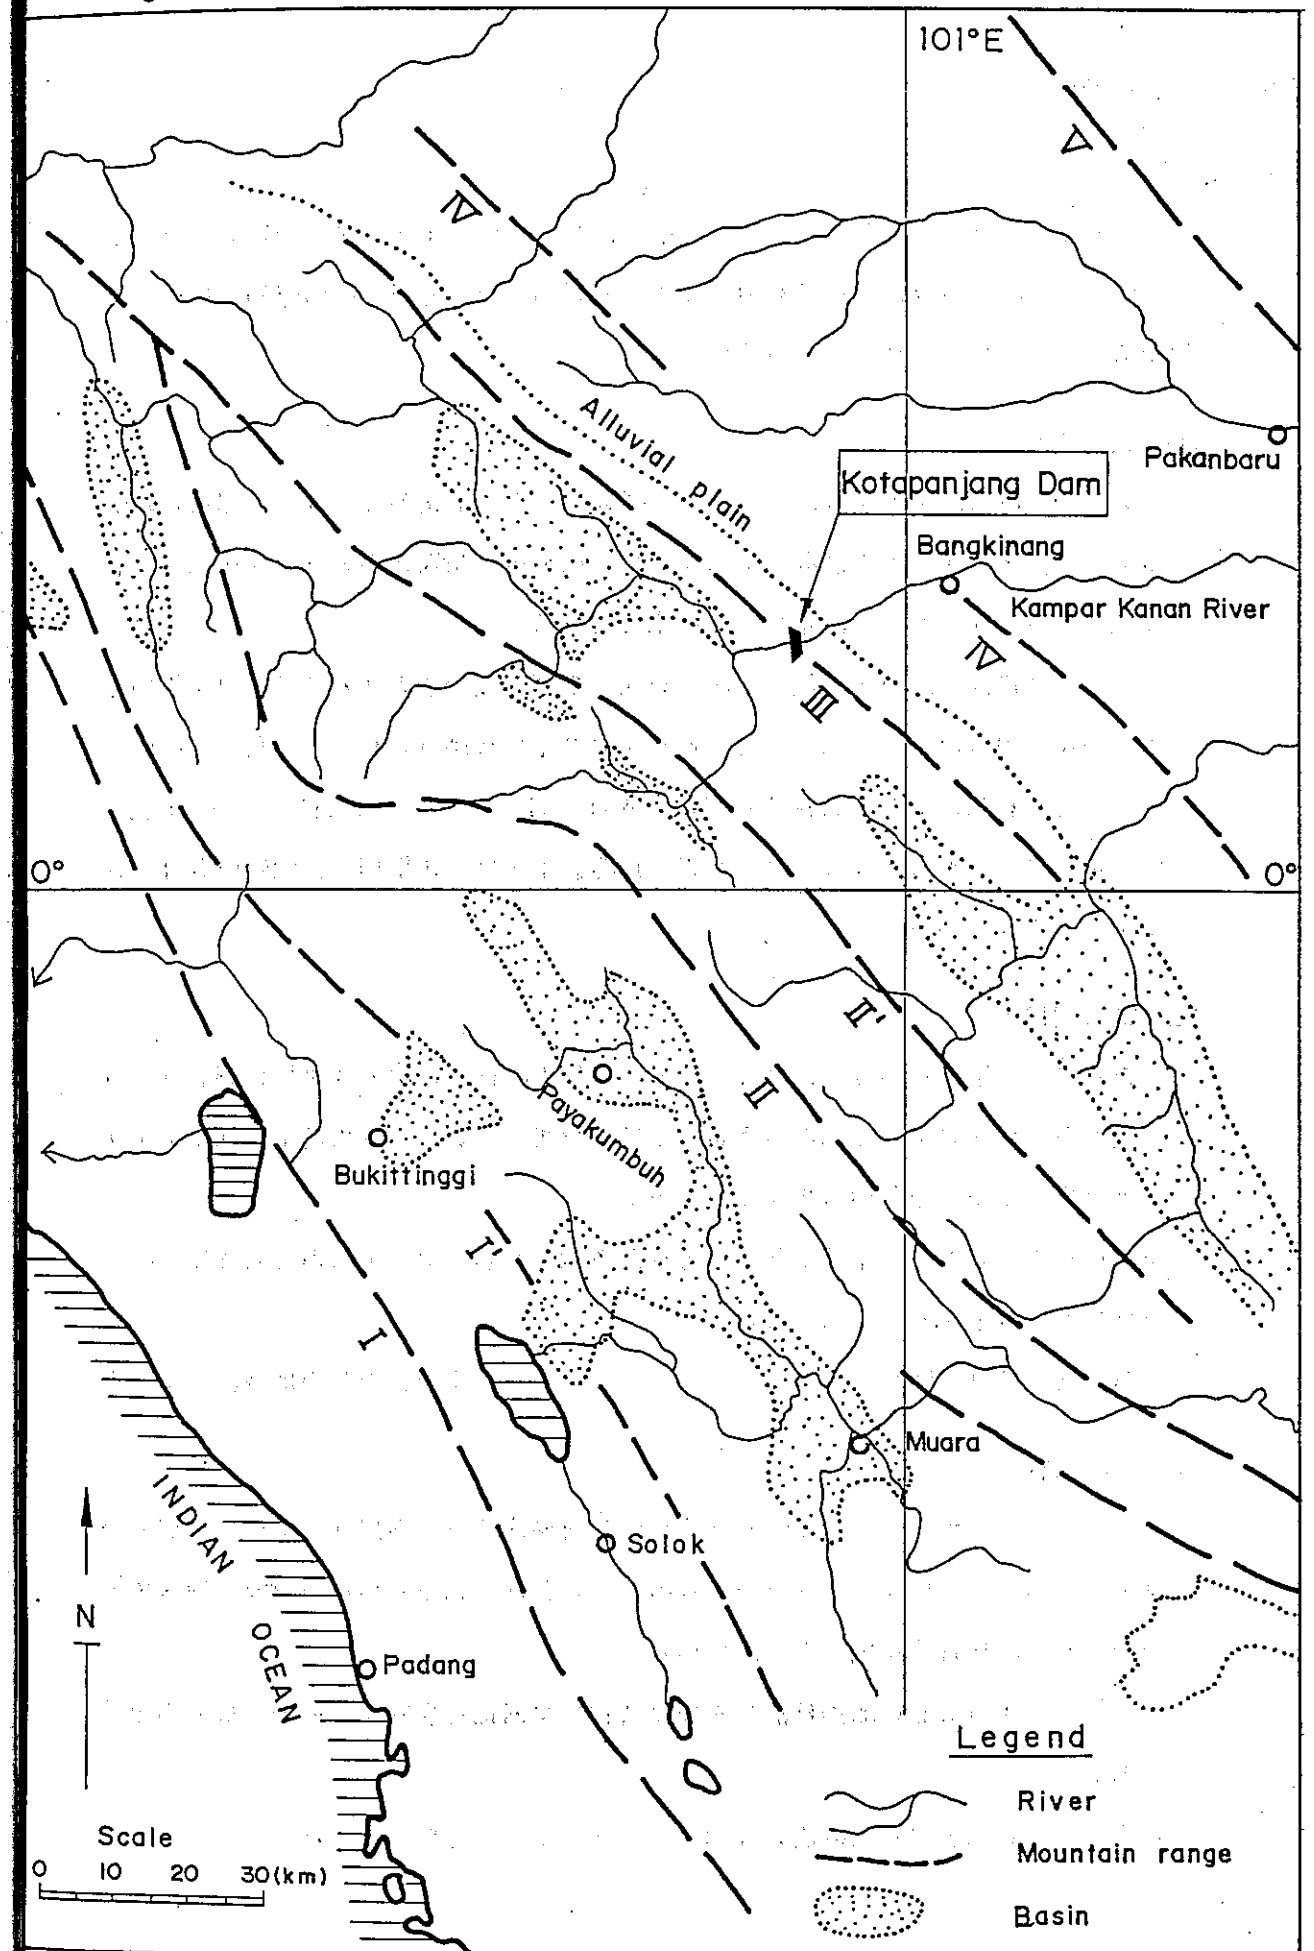 101°E
V
IV
Alluvial plain
Pakanbaru
Kotapanjang Dam
Bangkinang
Kampar Kanan River
IV
III
0°
0°
II'
II
Payakumbuh
Bukittinggi
I'
I
Muara
INDIAN OCEAN
Solok
N
Padang
Legend
River
Mountain range
Basin
Scale
0 10 20 30(km)